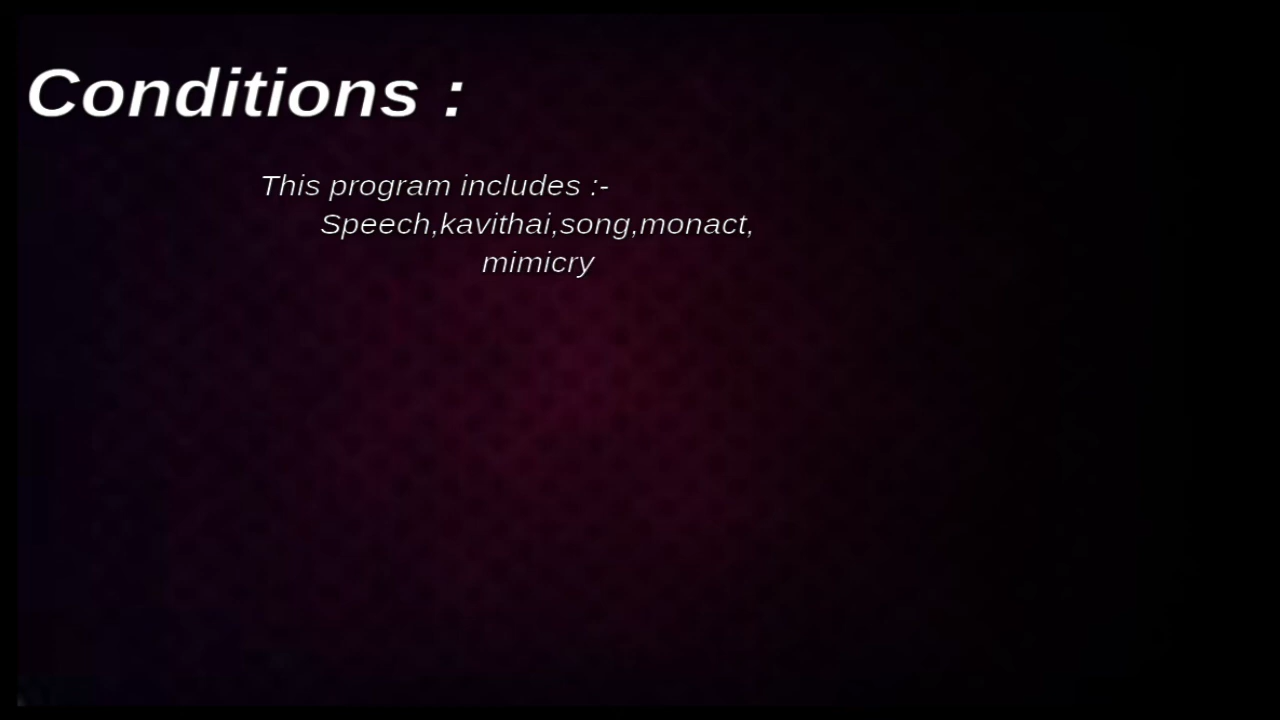 Conditions :
This program includes :-
Speech,kavithai,song,monact,
mimicry